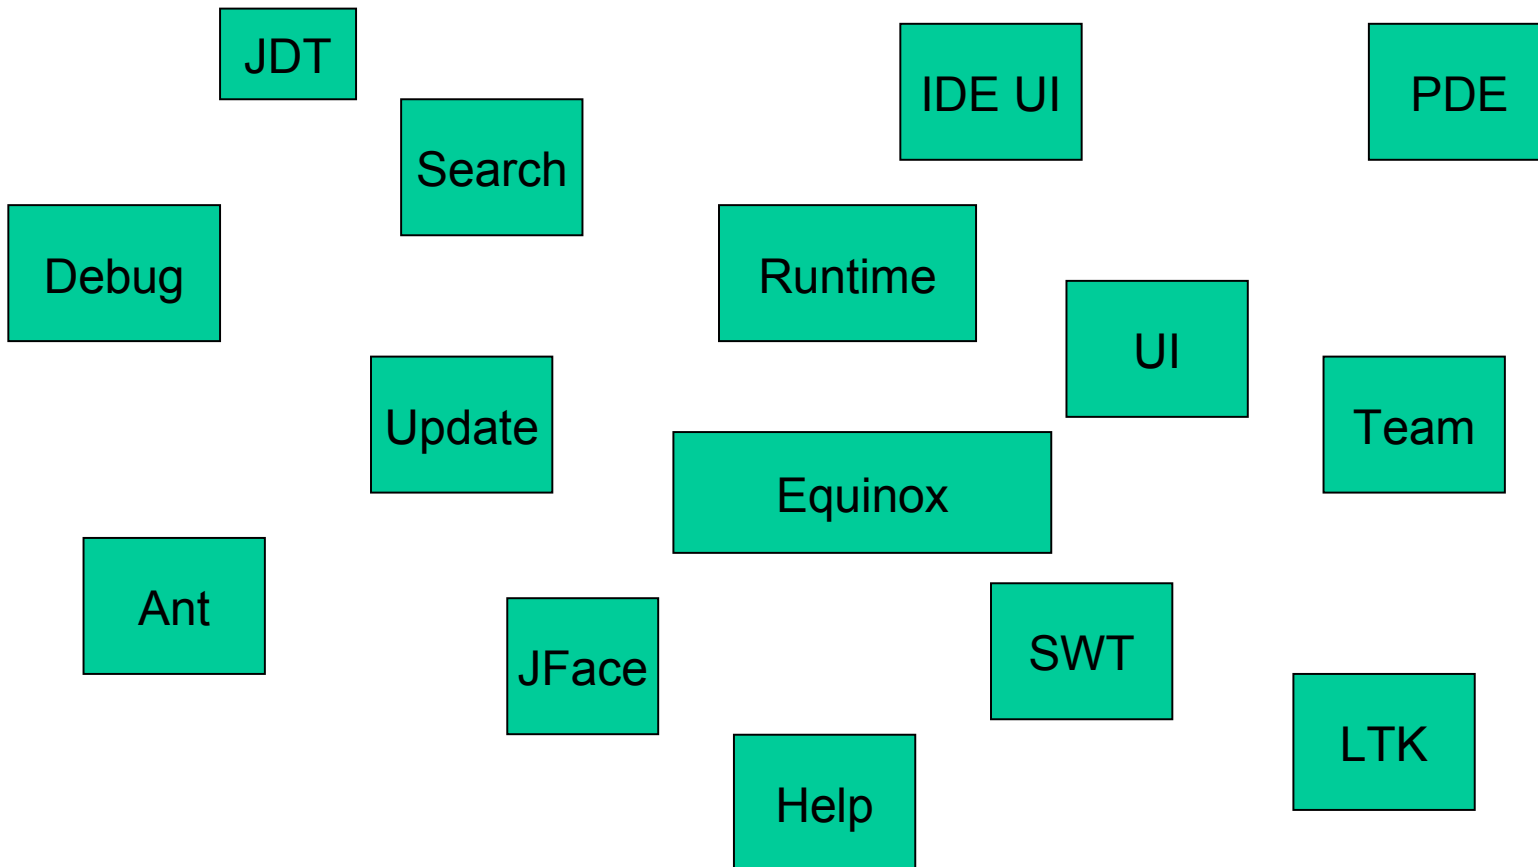 JDT
IDE UI
PDE
Search
Debug
Runtime
UI
Update
Team
Equinox
Ant
JFace
SWT
LTK
Help